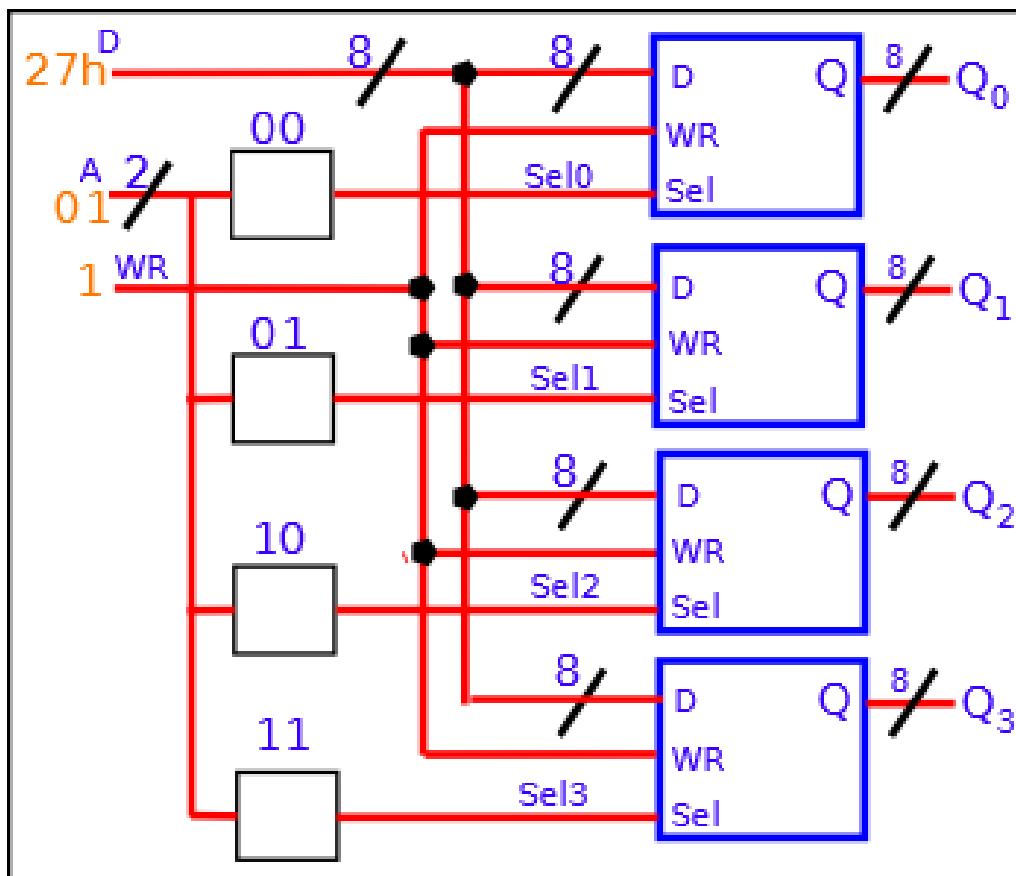 D 8 8 D Q 8 Q0
27h
00 WR
A 2 Sel0 Sel
01
WR 8 D Q 8 Q1
1
01 WR
Sel1 Sel
8 D Q 8 Q2
10 WR
Sel2 Sel
8 D Q 8 Q3
11 WR
Sel3 Sel